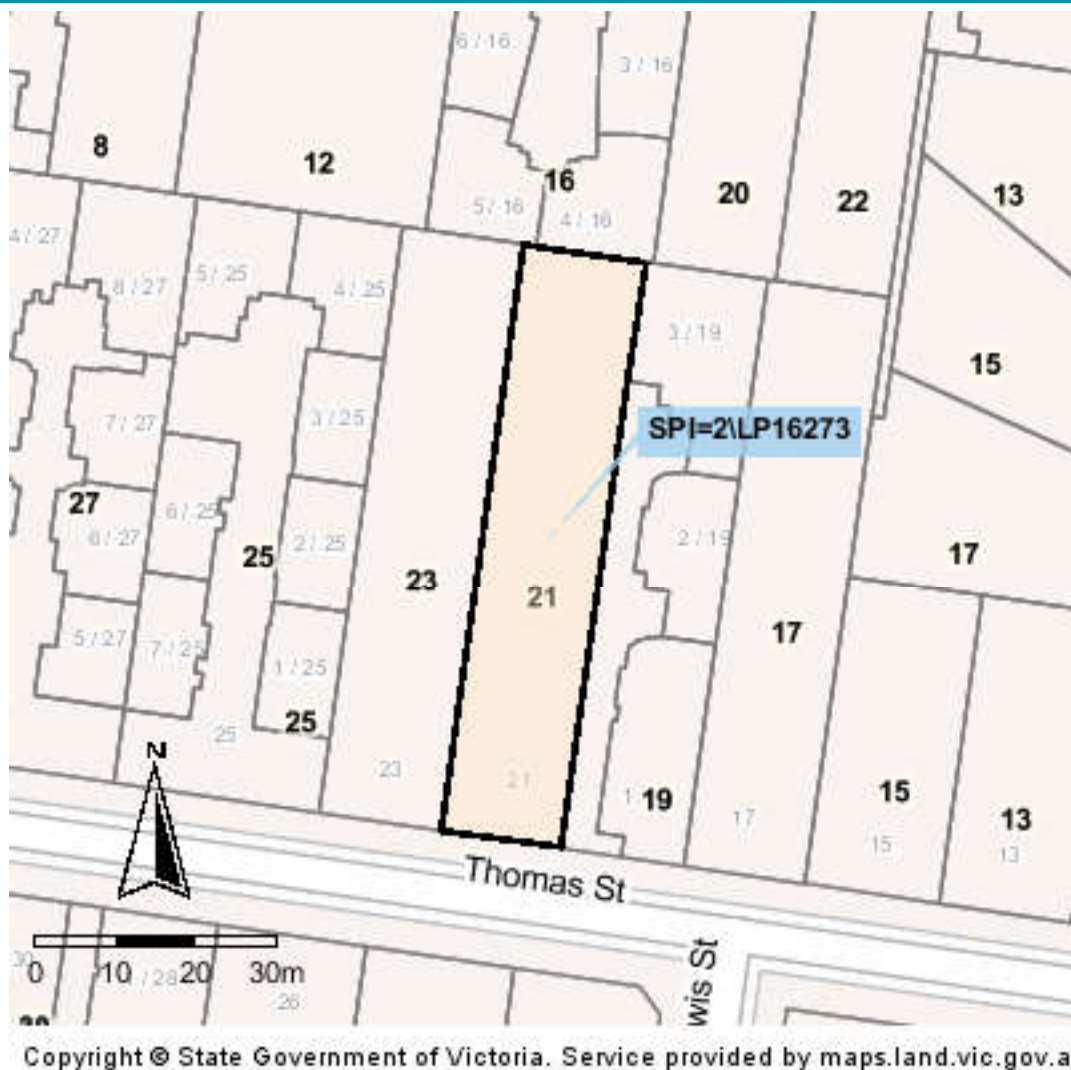 6 / 16
3 / 16
8
12
16
5 / 16
4 / 16
20
22
13
4 / 27
8 / 27
5 / 25
4 / 25
3 / 19
15
7 / 27
3 / 25
SPI=2\LP16273
27
6 / 27
6 / 25
25
2 / 25
23
21
2 / 19
17
17
5 / 27
7 / 25
1 / 25
25
25
N
23
21
1
19
17
15
15
13
13
Thomas St
0 10 20 30m
30
/ 28
26
wis St
Copyright © State Government of Victoria. Service provided by maps.land.vic.gov.a